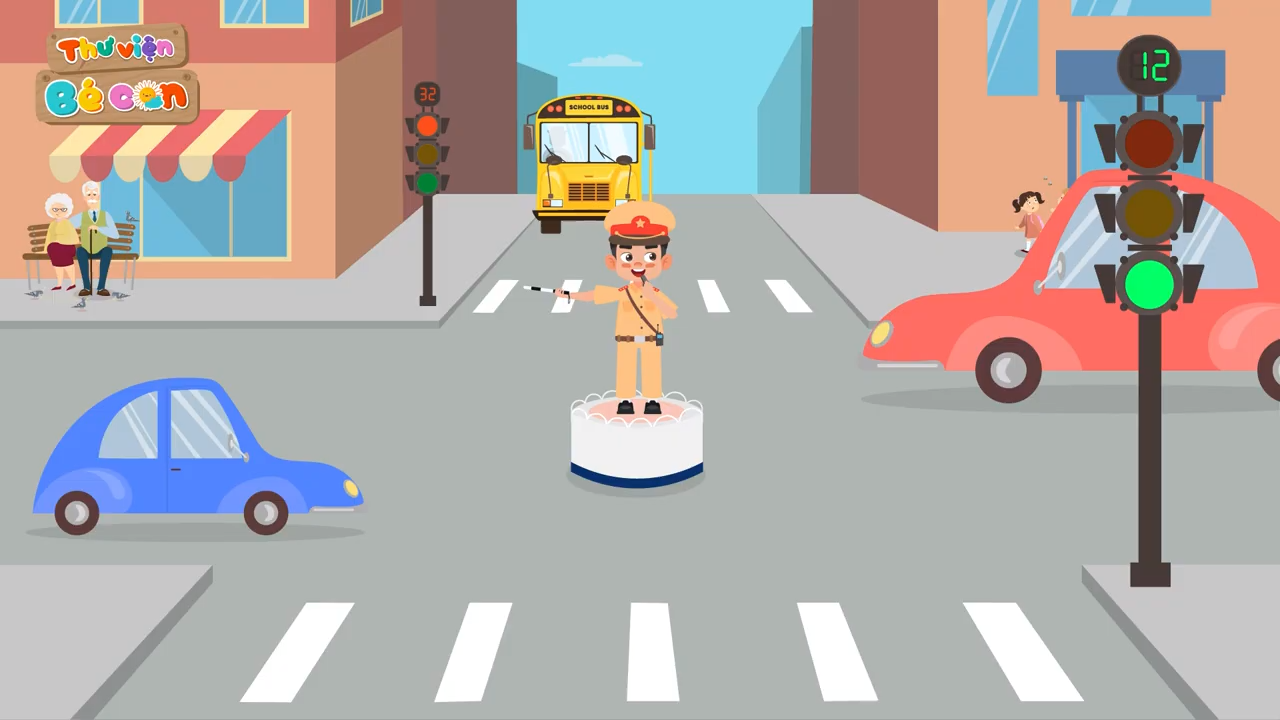 Thư viện
Bé con
32
SCHOOL BUS
12